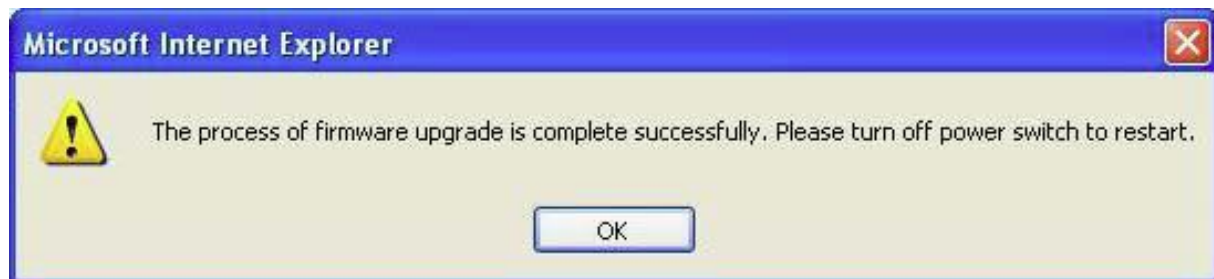 Microsoft Internet Explorer
The process of firmware upgrade is complete successfully. Please turn off power switch to restart.
OK